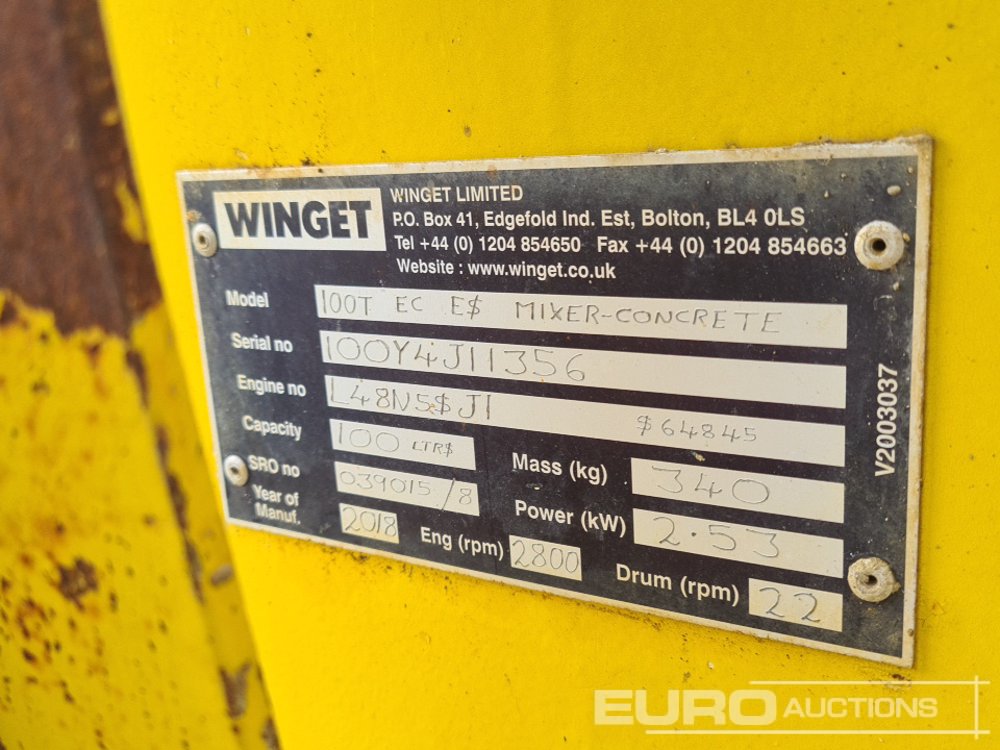 WINGET
WINGET LIMITED
P.O. Box 41, Edgefold Ind. Est, Bolton, BL4 0LS
Tel +44 (0) 1204 854650 Fax +44 (0) 1204 854663
Website : www.winget.co.uk
Model 100T EC E$ MIXER-CONCRETE
Serial no 100Y4J11356
Engine no L48N5$J1 $64845
Capacity 100 LTR$
Mass (kg) 340
SRO no 039015/8
Power (kW) 2.53
Year of
Manuf. 2018 Eng (rpm) 2800 Drum (rpm) 22
V2003037
EURO AUCTIONS